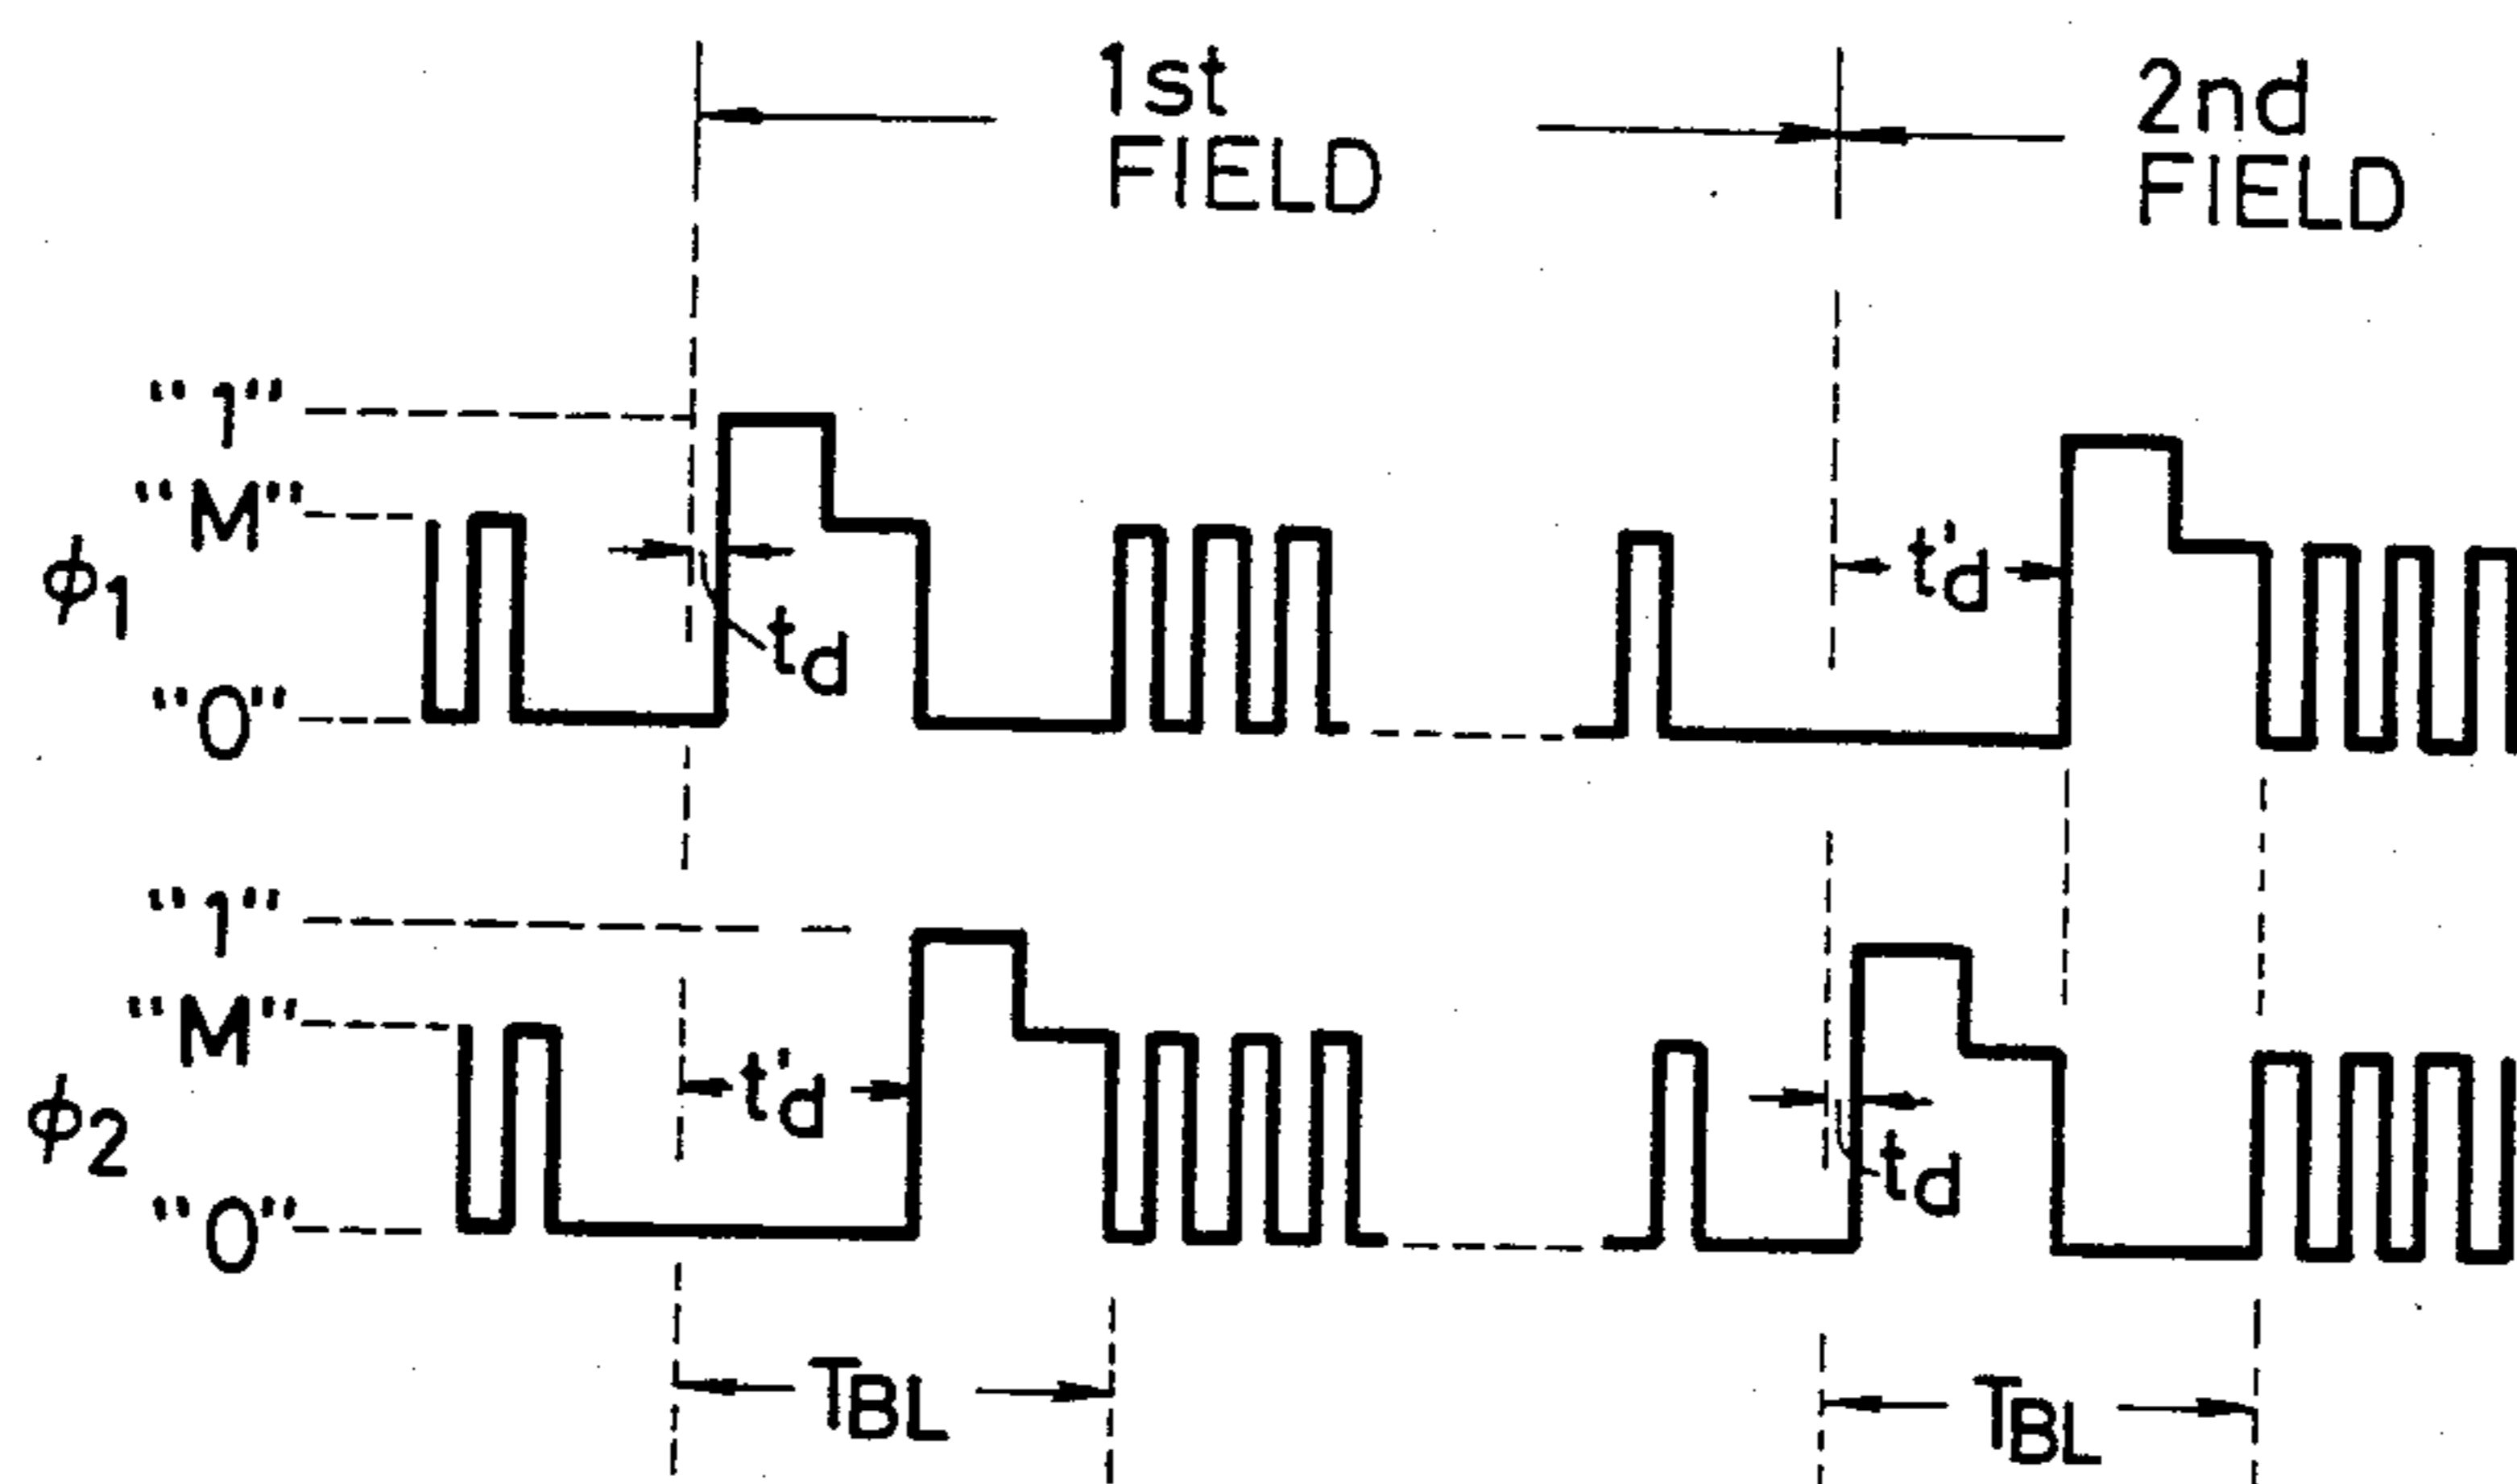 1st
FIELD
2nd
FIELD
“1”
“M”
ϕ1
“0”
td
t'd
“1”
“M”
ϕ2
“0”
t'd
td
TBL
TBL